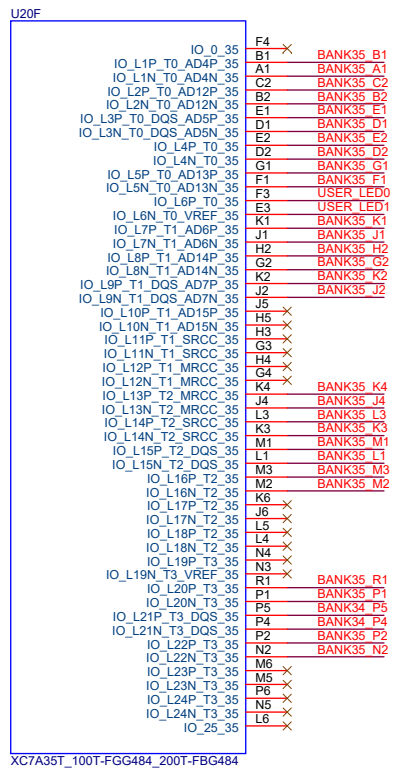 U20F
IO_0_35 F4
IO_L1P_T0_AD4P_35 B1 BANK35_B1
IO_L1N_T0_AD4N_35 A1 BANK35_A1
IO_L2P_T0_AD12P_35 C2 BANK35_C2
IO_L2N_T0_AD12N_35 B2 BANK35_B2
IO_L3P_T0_DQS_AD5P_35 E1 BANK35_E1
IO_L3N_T0_DQS_AD5N_35 D1 BANK35_D1
IO_L4P_T0_35 E2 BANK35_E2
IO_L4N_T0_35 D2 BANK35_D2
IO_L5P_T0_AD13P_35 G1 BANK35_G1
IO_L5N_T0_AD13N_35 F1 BANK35_F1
IO_L6P_T0_35 F3 USER_LED0
IO_L6N_T0_VREF_35 E3 USER_LED1
IO_L7P_T1_AD6P_35 K1 BANK35_K1
IO_L7N_T1_AD6N_35 J1 BANK35_J1
IO_L8P_T1_AD14P_35 H2 BANK35_H2
IO_L8N_T1_AD14N_35 G2 BANK35_G2
IO_L9P_T1_DQS_AD7P_35 K2 BANK35_K2
IO_L9N_T1_DQS_AD7N_35 J2 BANK35_J2
IO_L10P_T1_AD15P_35 J5
IO_L10N_T1_AD15N_35 H5
IO_L11P_T1_SRCC_35 H3
IO_L11N_T1_SRCC_35 G3
IO_L12P_T1_MRCC_35 H4
IO_L12N_T1_MRCC_35 G4
IO_L13P_T2_MRCC_35 K4 BANK35_K4
IO_L13N_T2_MRCC_35 J4 BANK35_J4
IO_L14P_T2_SRCC_35 L3 BANK35_L3
IO_L14N_T2_SRCC_35 K3 BANK35_K3
IO_L15P_T2_DQS_35 M1 BANK35_M1
IO_L15N_T2_DQS_35 L1 BANK35_L1
IO_L16P_T2_35 M3 BANK35_M3
IO_L16N_T2_35 M2 BANK35_M2
IO_L17P_T2_35 K6
IO_L17N_T2_35 J6
IO_L18P_T2_35 L5
IO_L18N_T2_35 L4
IO_L19P_T3_35 N4
IO_L19N_T3_VREF_35 N3
IO_L20P_T3_35 R1 BANK35_R1
IO_L20N_T3_35 P1 BANK35_P1
IO_L21P_T3_DQS_35 P5 BANK34_P5
IO_L21N_T3_DQS_35 P4 BANK34_P4
IO_L22P_T3_35 P2 BANK35_P2
IO_L22N_T3_35 N2 BANK35_N2
IO_L23P_T3_35 M6
IO_L23N_T3_35 M5
IO_L24P_T3_35 P6
IO_L24N_T3_35 N5
IO_25_35 L6
XC7A35T_100T-FGG484_200T-FBG484